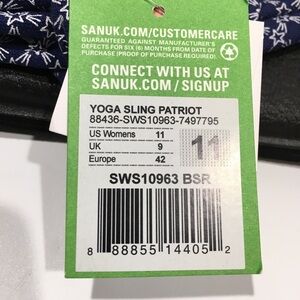 SANUK.COM/CUSTOMERCARE
GUARANTEED AGAINST MANUFACTURER'S
DEFECTS FOR SIX (6) MONTHS FROM DATE OF
PURCHASE (PROOF OF PURCHASE REQUIRED).
CONNECT WITH US AT
SANUK.COM / SIGNUP
YOGA SLING PATRIOT
88436-SWS10963-7497795
US Womens 11
UK 9
Europe 42
11
SWS10963 BSR
8 88855 14405 2